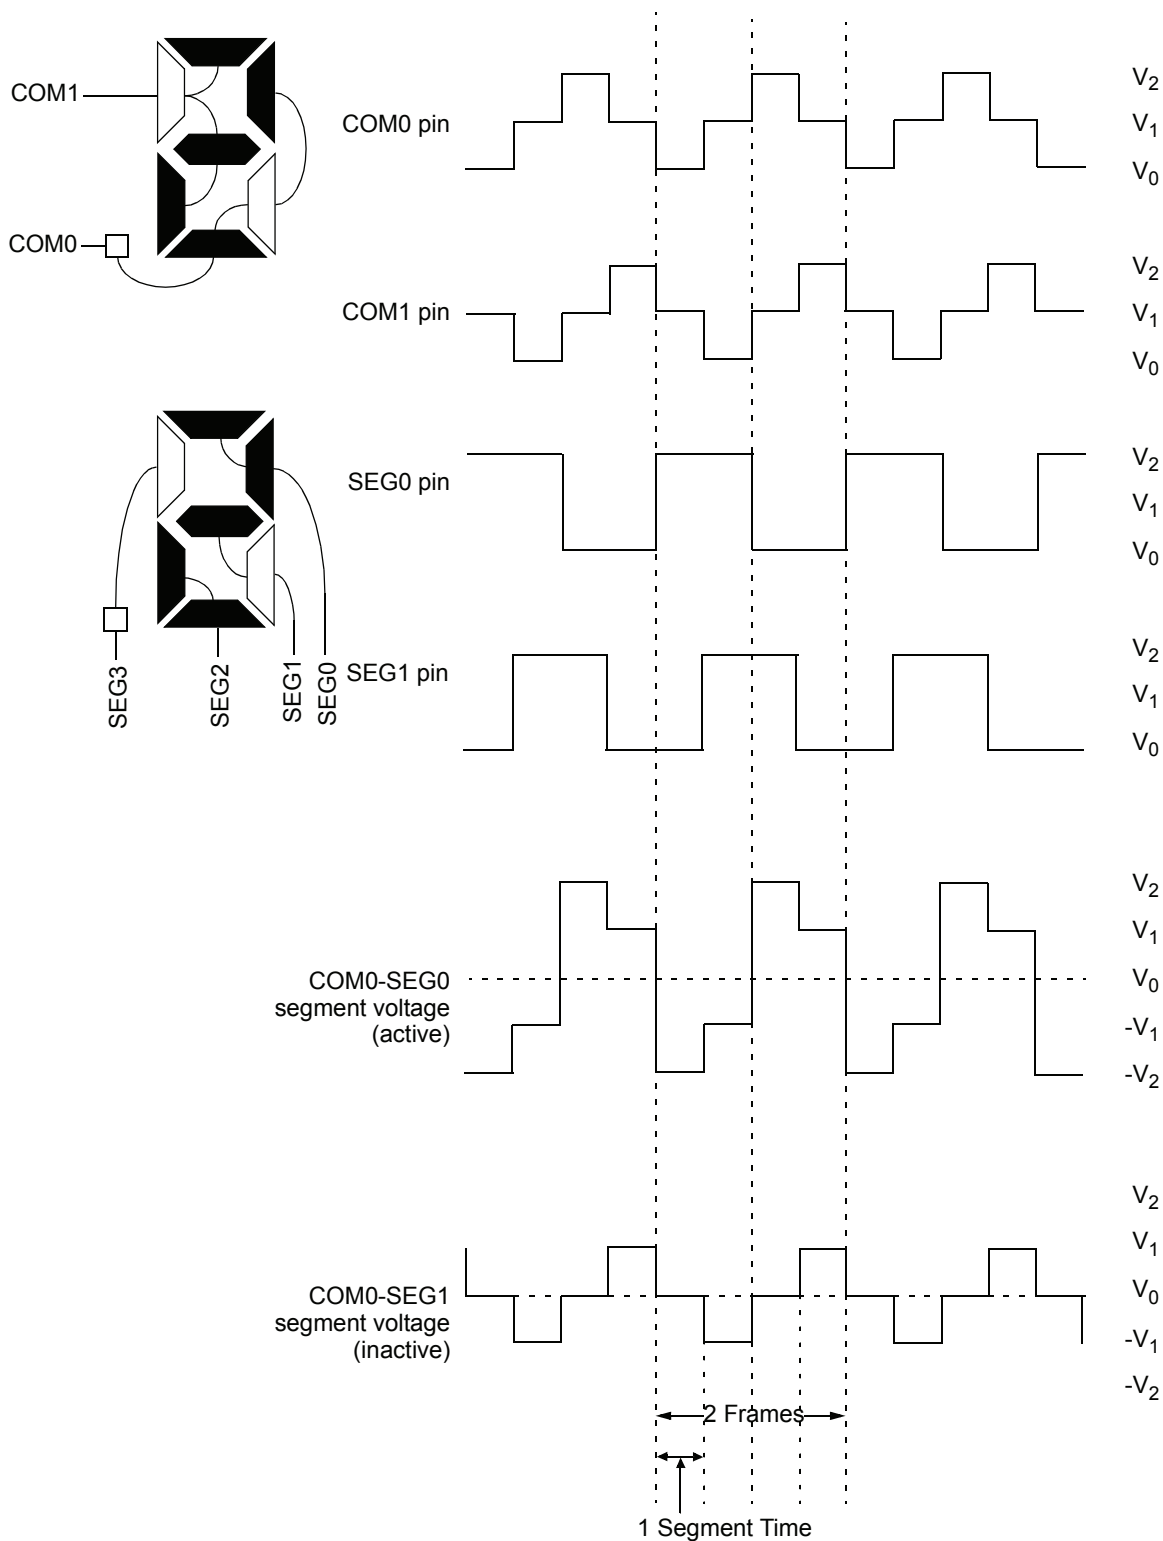 COM1
COM0
COM0 pin
V2
V1
V0
COM1 pin
V2
V1
V0
SEG0 pin
V2
V1
V0
SEG3
SEG2
SEG1
SEG0
SEG1 pin
V2
V1
V0
COM0-SEG0
segment voltage
(active)
V2
V1
V0
-V1
-V2
COM0-SEG1
segment voltage
(inactive)
V2
V1
V0
-V1
-V2
2 Frames
1 Segment Time